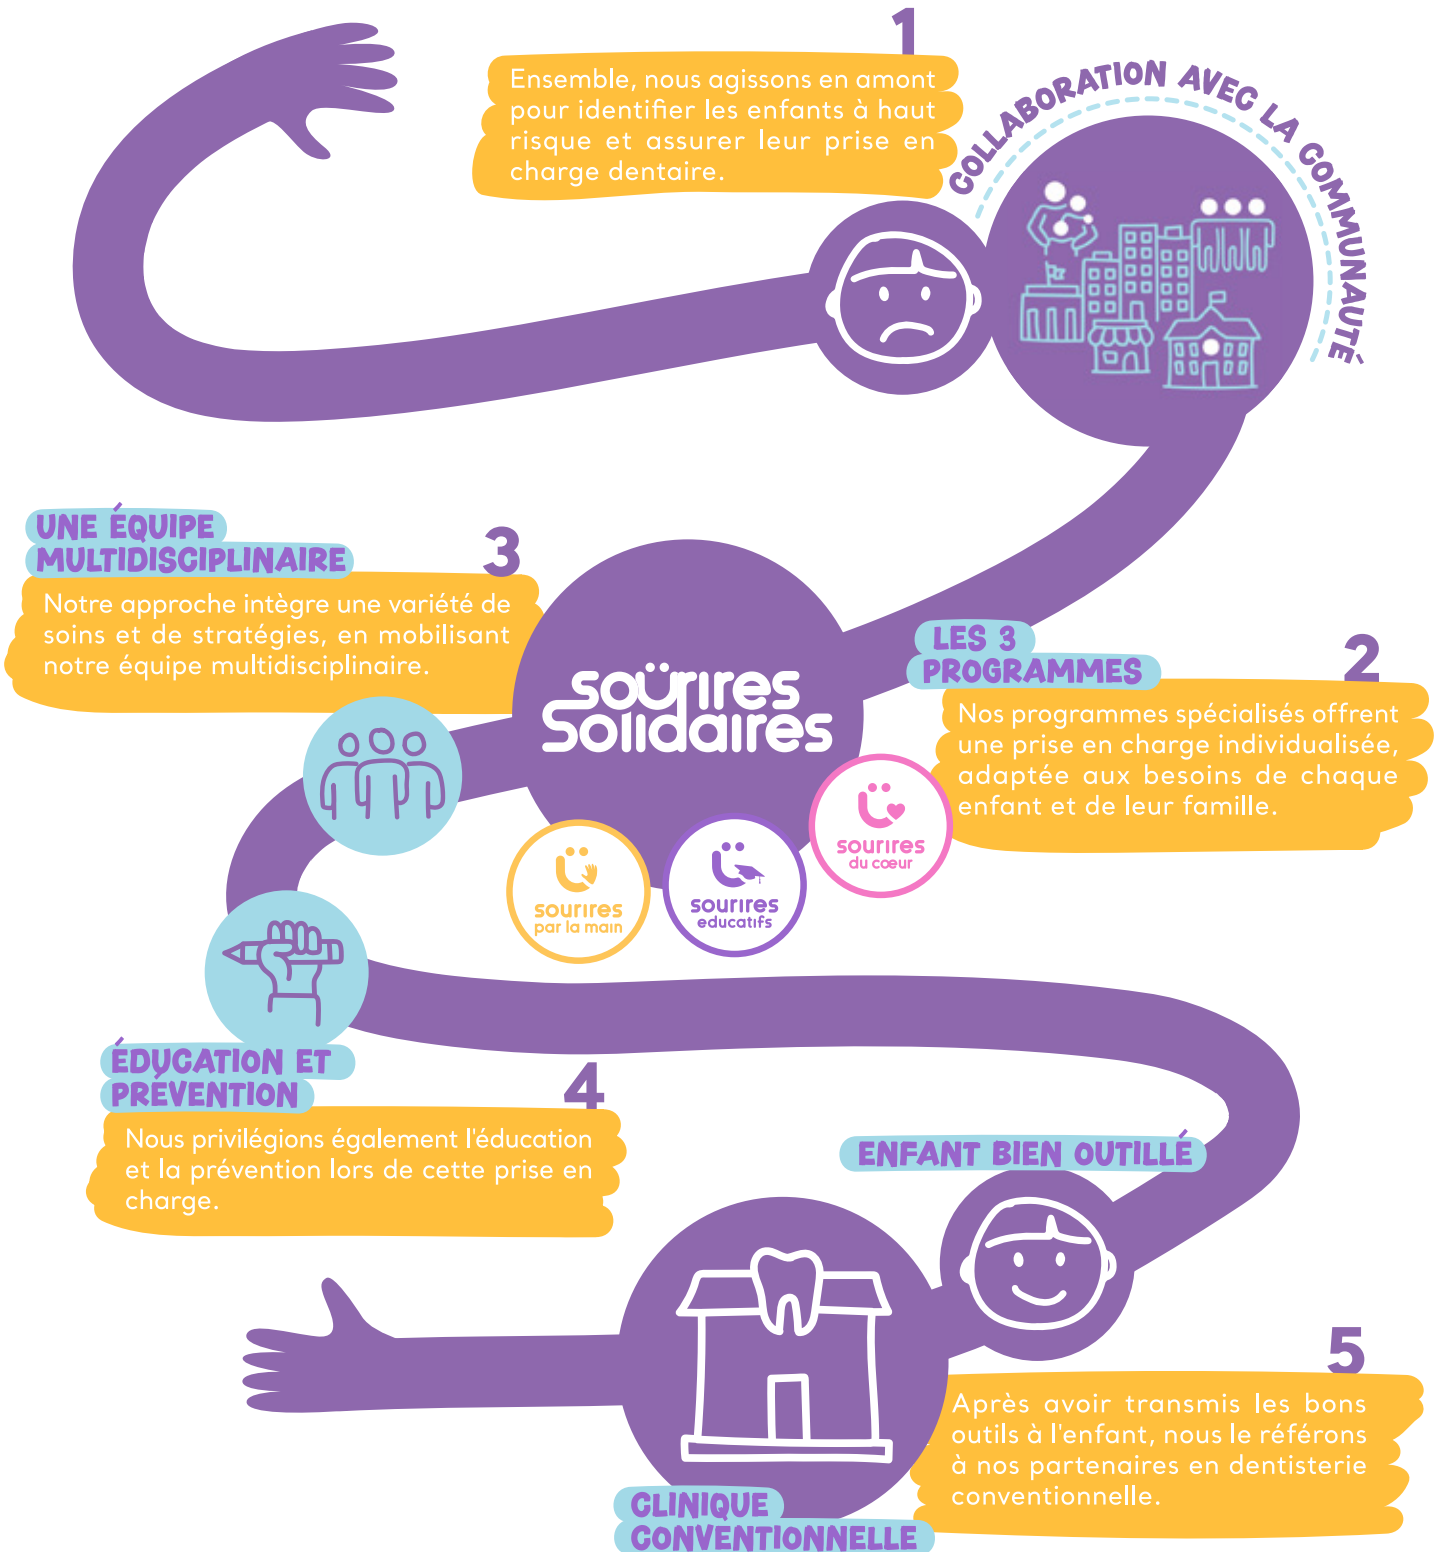 1
Ensemble, nous agissons en amont
pour identifier les enfants à haut
risque et assurer leur prise en
charge dentaire.
COLLABORATION AVEC LA COMMUNAUTÉ
UNE ÉQUIPE
MULTIDISCIPLINAIRE
3
Notre approche intègre une variété de
soins et de stratégies, en mobilisant
notre équipe multidisciplinaire.
soürires
Solidaires
LES 3
PROGRAMMES
2
Nos programmes spécialisés offrent
une prise en charge individualisée,
adaptée aux besoins de chaque
enfant et de leur famille.
sourires
par la main
sourires
educatifs
sourires
du cœur
ÉDUCATION ET
PRÉVENTION
4
Nous privilégions également l'éducation
et la prévention lors de cette prise en
charge.
ENFANT BIEN OUTILLÉ
5
Après avoir transmis les bons
outils à l'enfant, nous le référons
à nos partenaires en dentisterie
conventionnelle.
CLINIQUE
CONVENTIONNELLE